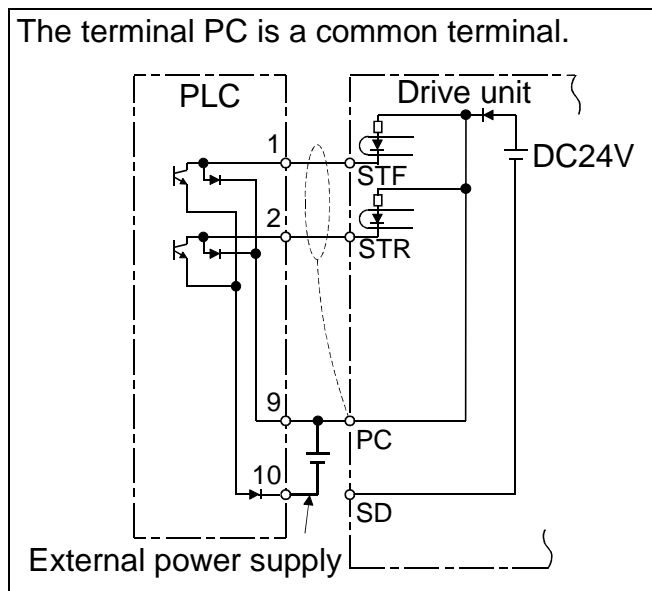 The terminal PC is a common terminal.
PLC
Drive unit
1
DC24V
STF
2
STR
9
PC
10
SD
External power supply